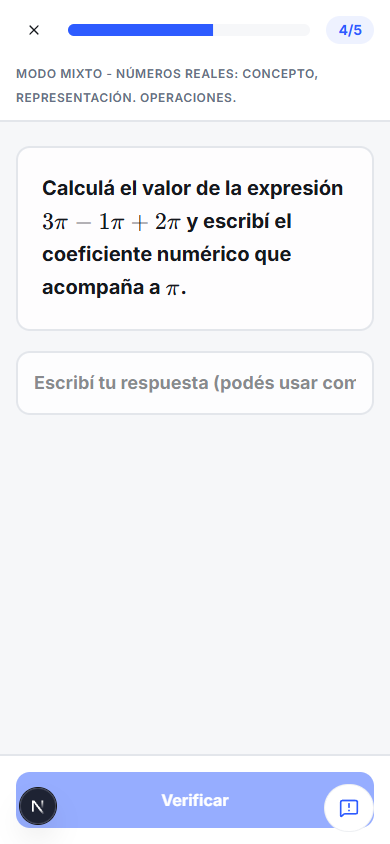 4/5
MODO MIXTO - NÚMEROS REALES: CONCEPTO,
REPRESENTACIÓN. OPERACIONES.
Calculá el valor de la expresión
3π − 1π + 2π y escribí el
coeficiente numérico que
acompaña a π.
Escribí tu respuesta (podés usar com
Verificar
N